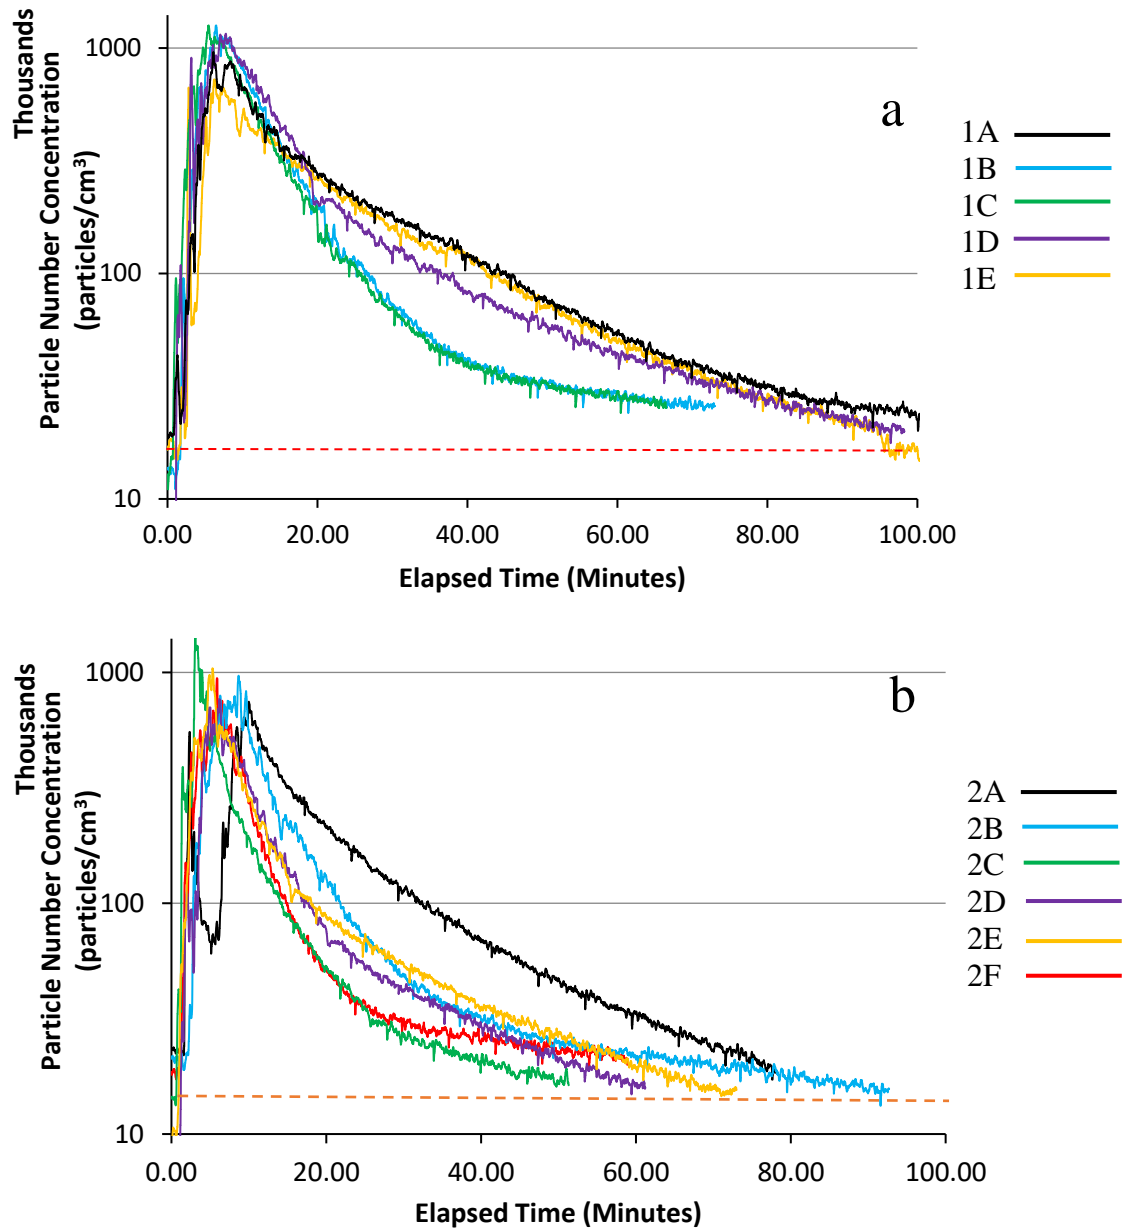 Thousands
Particle Number Concentration
(particles/cm³)
1000
100
10
0.00 20.00 40.00 60.00 80.00 100.00
Elapsed Time (Minutes)
a
1A
1B
1C
1D
1E
Thousands
Particle Number Concentration
(particles/cm³)
1000
100
10
0.00 20.00 40.00 60.00 80.00 100.00
Elapsed Time (Minutes)
b
2A
2B
2C
2D
2E
2F